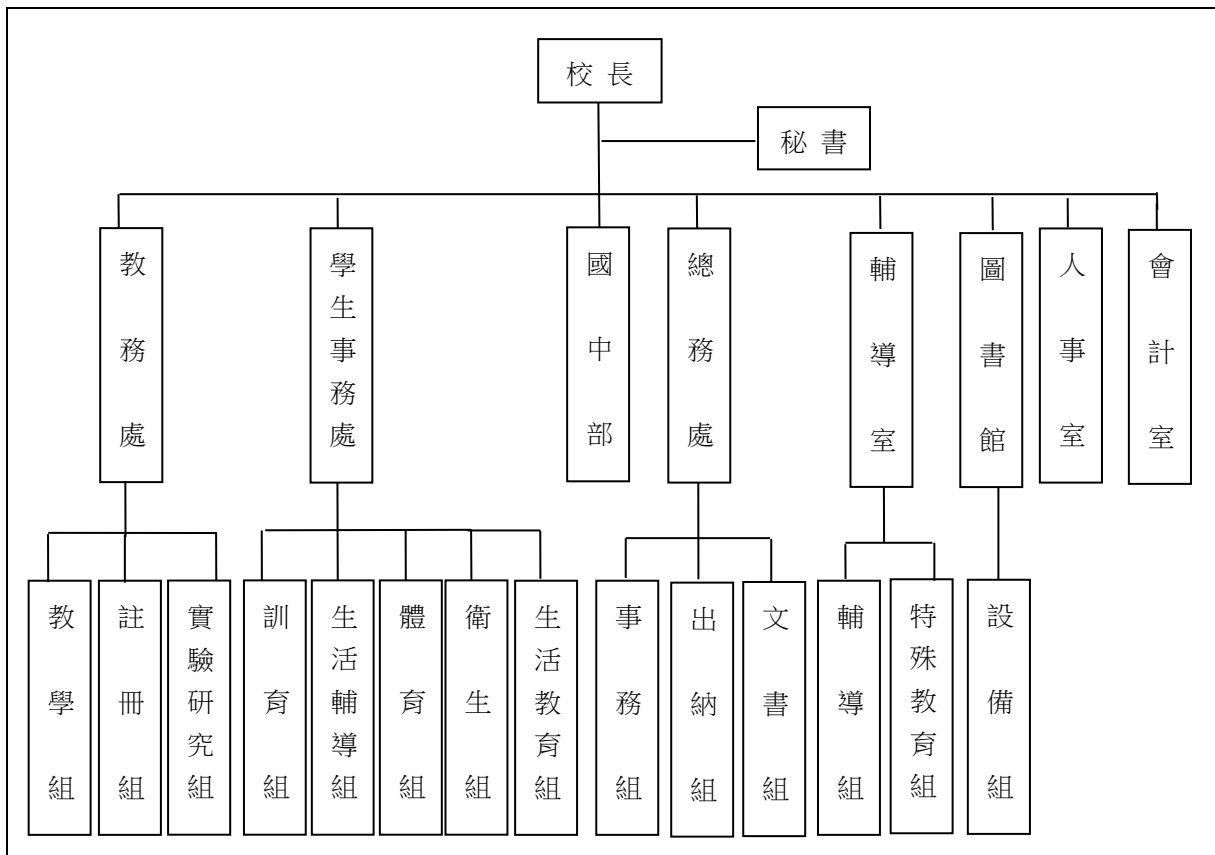 校長
秘書
教務處
學生事務處
國中部
總務處
輔導室
圖書館
人事室
會計室
教學組
註冊組
實驗研究組
訓育組
生活輔導組
體育組
衛生組
生活教育組
事務組
出納組
文書組
輔導組
特殊教育組
設備組